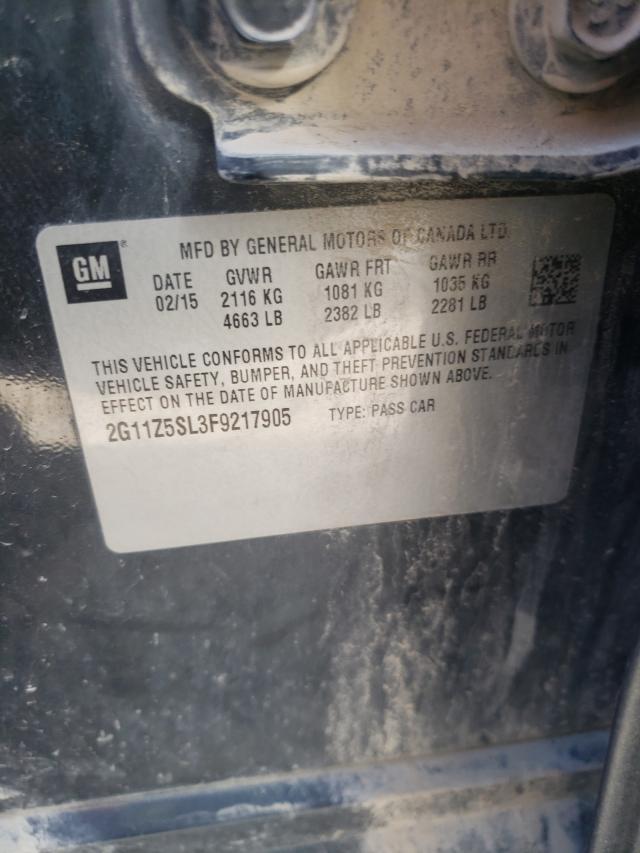 GM ®
MFD BY GENERAL MOTORS OF CANADA LTD.
DATE GVWR GAWR FRT GAWR RR
02/15 2116 KG 1081 KG 1035 KG
4663 LB 2382 LB 2281 LB
THIS VEHICLE CONFORMS TO ALL APPLICABLE U.S. FEDERAL MOTOR
VEHICLE SAFETY, BUMPER, AND THEFT PREVENTION STANDARDS IN
EFFECT ON THE DATE OF MANUFACTURE SHOWN ABOVE.
2G11Z5SL3F9217905 TYPE: PASS CAR